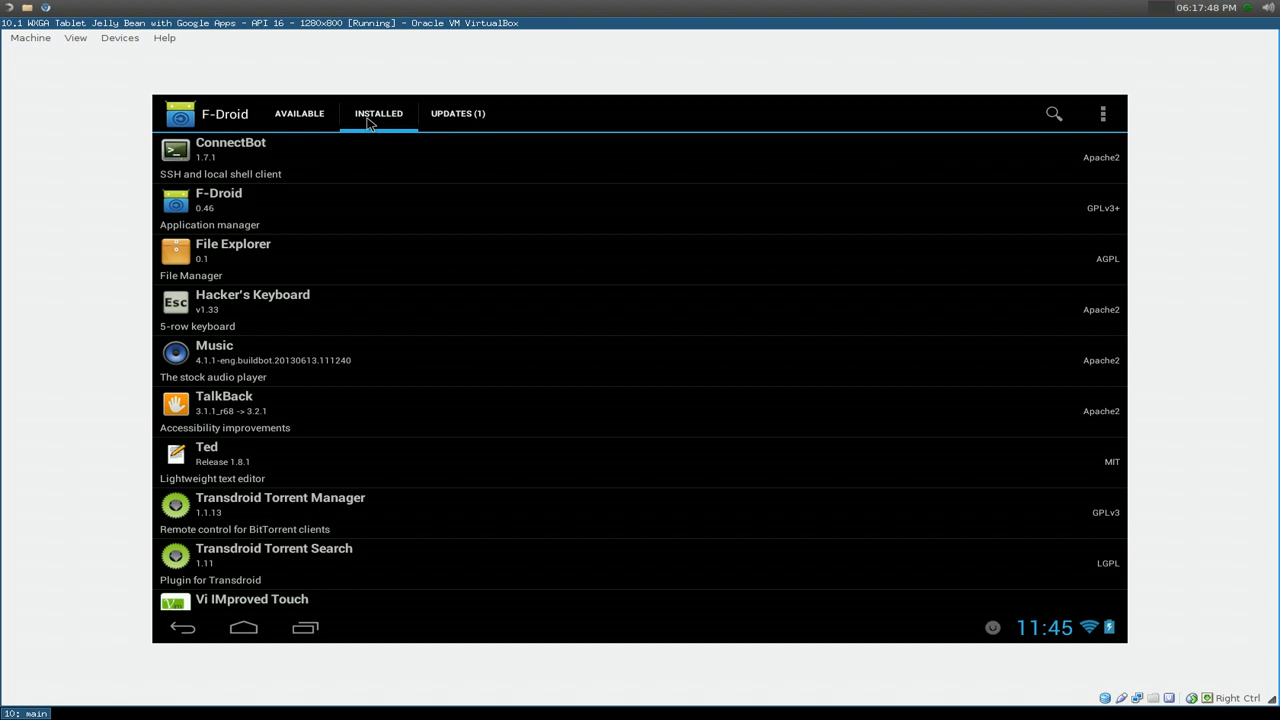 06:17:48 PM
10.1 WXGA Tablet Jelly Bean with Google Apps - API 16 - 1280x800 [Running] - Oracle VM VirtualBox
Machine View Devices Help
F-Droid AVAILABLE INSTALLED UPDATES (1)
ConnectBot
1.7.1 Apache2
SSH and local shell client
F-Droid
0.46 GPLv3+
Application manager
File Explorer
0.1 AGPL
File Manager
Hacker's Keyboard
Esc
v1.33 Apache2
5-row keyboard
Music
4.1.1-eng.buildbot.20130613.111240 Apache2
The stock audio player
TalkBack
3.1.1_r68 -> 3.2.1 Apache2
Accessibility improvements
Ted
Release 1.8.1 MIT
Lightweight text editor
Transdroid Torrent Manager
1.1.13 GPLv3
Remote control for BitTorrent clients
Transdroid Torrent Search
1.11 LGPL
Plugin for Transdroid
Vi IMproved Touch
11:45
Right Ctrl
10: main